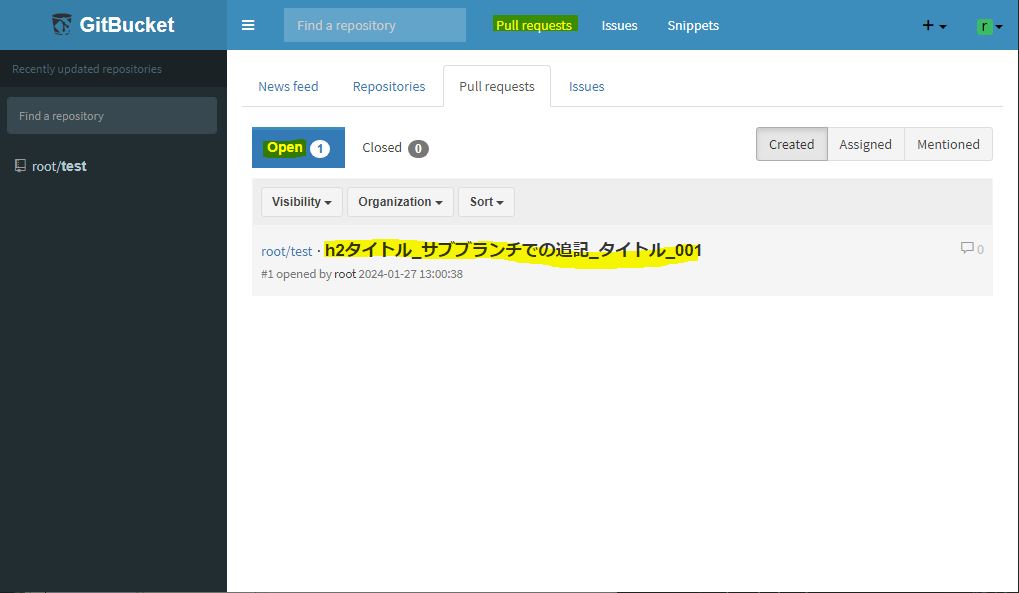 GitBucket
Find a repository
Pull requests
Issues
Snippets
+
r
Recently updated repositories
Find a repository
root/test
News feed
Repositories
Pull requests
Issues
Open 1
Closed 0
Created
Assigned
Mentioned
Visibility
Organization
Sort
root/test · h2タイトル_サブブランチでの追記_タイトル_001
0
#1 opened by root 2024-01-27 13:00:38